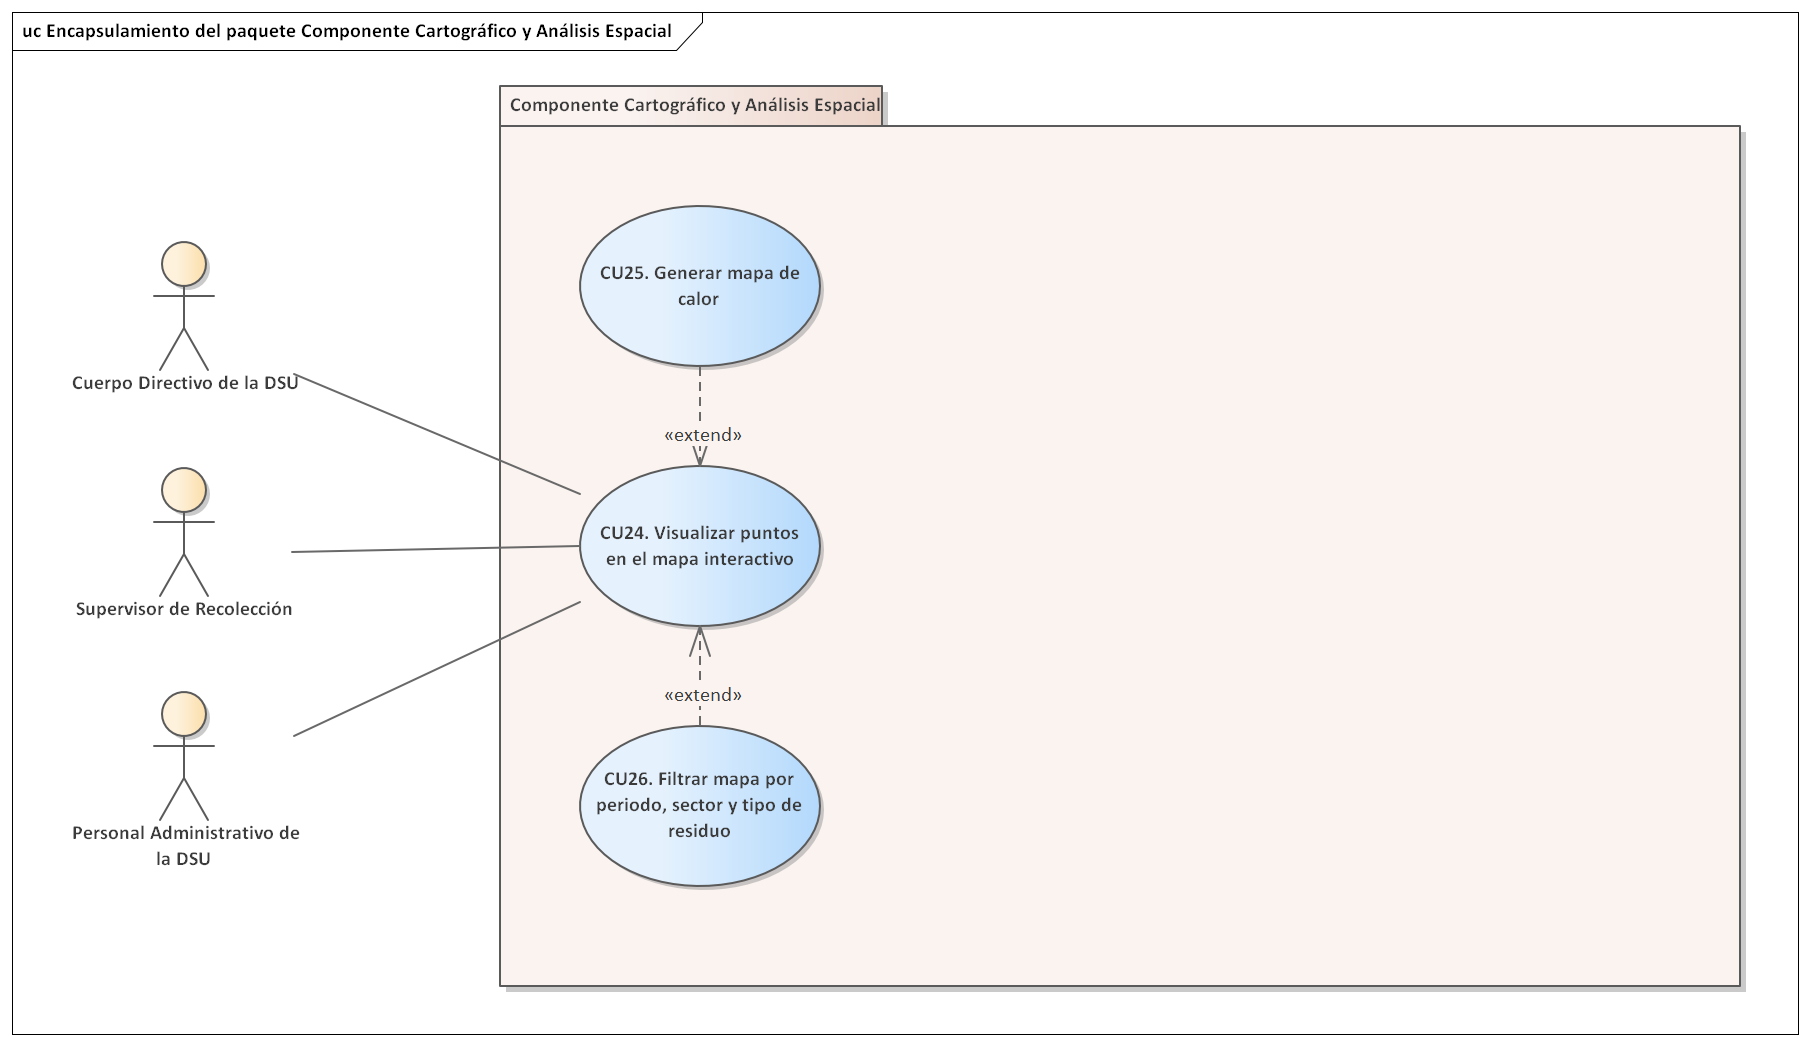 uc Encapsulamiento del paquete Componente Cartográfico y Análisis Espacial
Componente Cartográfico y Análisis Espacial
CU25. Generar mapa de
calor
Cuerpo Directivo de la DSU
«extend»
CU24. Visualizar puntos
en el mapa interactivo
Supervisor de Recolección
«extend»
CU26. Filtrar mapa por
periodo, sector y tipo de
residuo
Personal Administrativo de
la DSU